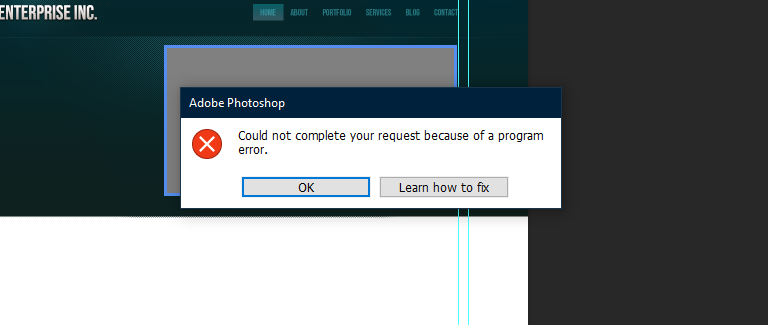 ENTERPRISE INC.
HOME ABOUT PORTFOLIO SERVICES BLOG CONTACT
Adobe Photoshop
Could not complete your request because of a program
error.
OK Learn how to fix